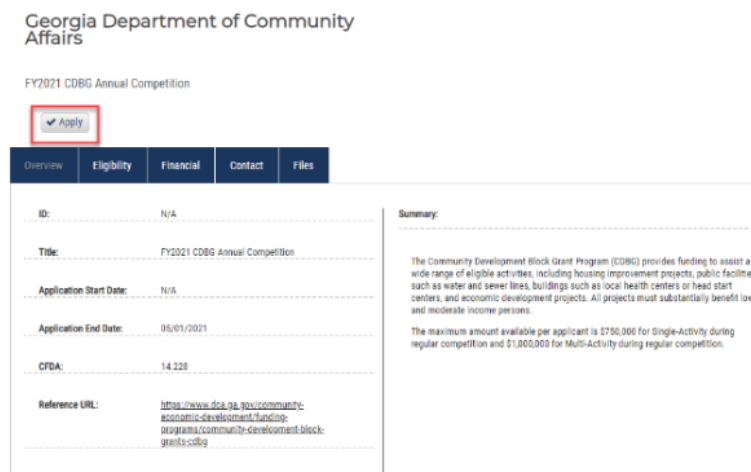 Georgia Department of Community
Affairs
FY2021 CDBG Annual Competition
✔ Apply
Overview
Eligibility
Financial
Contact
Files
ID:
N/A
Title:
FY2021 CDBG Annual Competition
Application Start Date:
N/A
Application End Date:
05/01/2021
CFDA:
14.228
Reference URL:
https://www.dca.ga.gov/community-
economic-development/funding-
programs/community-development-block-
grants-cdbg
Summary:
The Community Development Block Grant Program (CDBG) provides funding to assist a
wide range of eligible activities, including housing improvement projects, public facilitie
such as water and sewer lines, buildings such as local health centers or head start
centers, and economic development projects. All projects must substantially benefit low
and moderate income persons.
The maximum amount available per applicant is $750,000 for Single-Activity during
regular competition and $1,000,000 for Multi-Activity during regular competition.